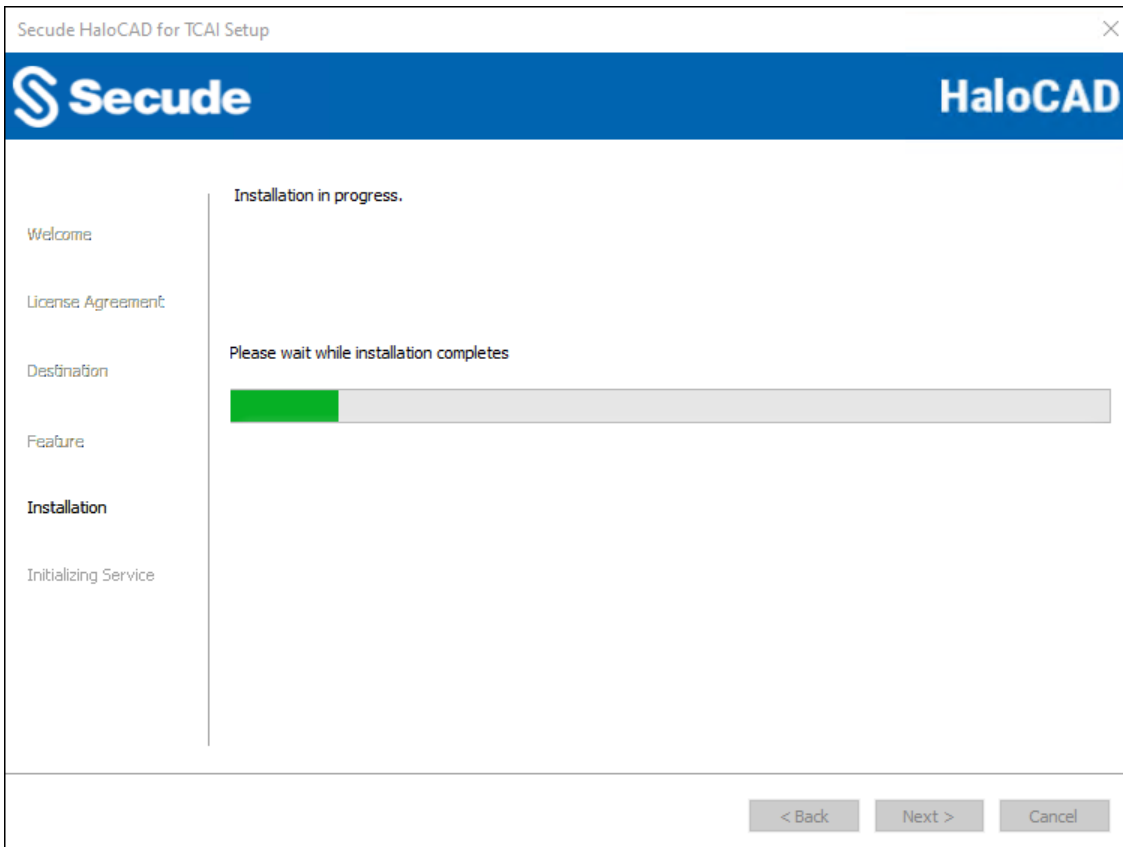 Secude HaloCAD for TCAI Setup
Secude
HaloCAD
Welcome
License Agreement
Destination
Feature
Installation
Initializing Service
Installation in progress.
Please wait while installation completes
< Back
Next >
Cancel